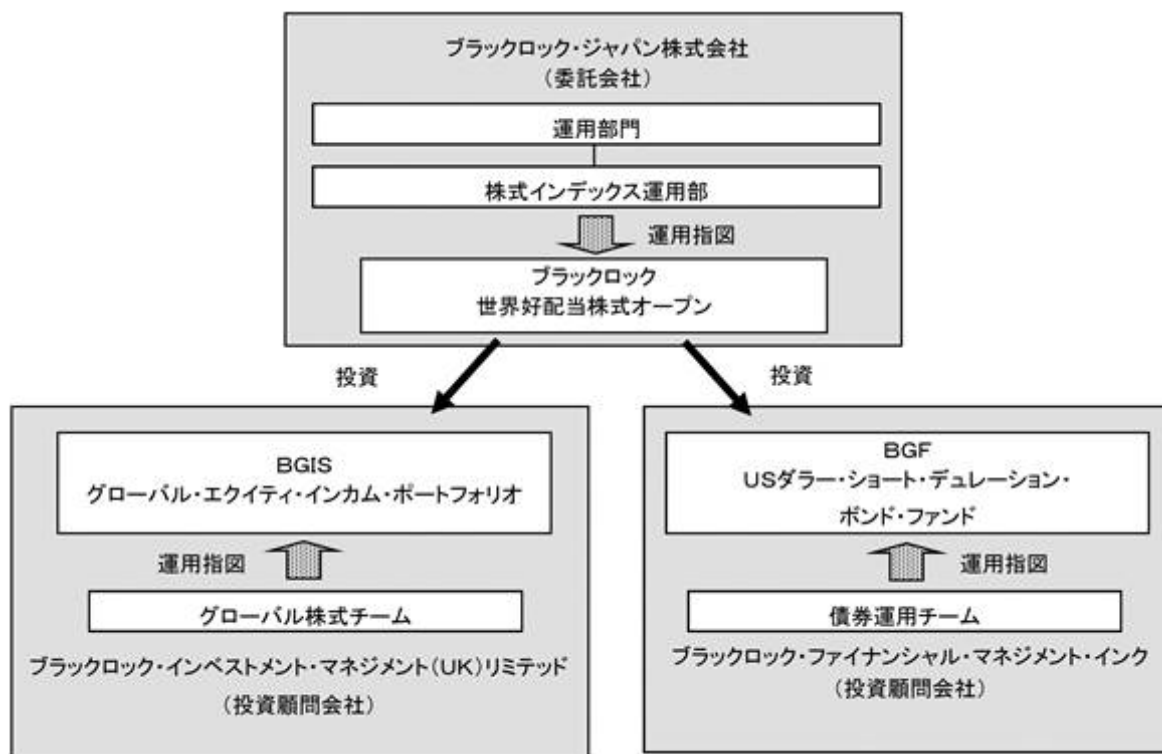 ブラックロック・ジャパン株式会社
（委託会社）
運用部門
株式インデックス運用部
運用指図
ブラックロック
世界好配当株式オープン
投資
投資
BGIS
グローバル・エクイティ・インカム・ポートフォリオ
運用指図
グローバル株式チーム
ブラックロック・インベストメント・マネジメント（UK）リミテッド
（投資顧問会社）
BGF
USダラー・ショート・デュレーション・
ボンド・ファンド
運用指図
債券運用チーム
ブラックロック・ファイナンシャル・マネジメント・インク
（投資顧問会社）